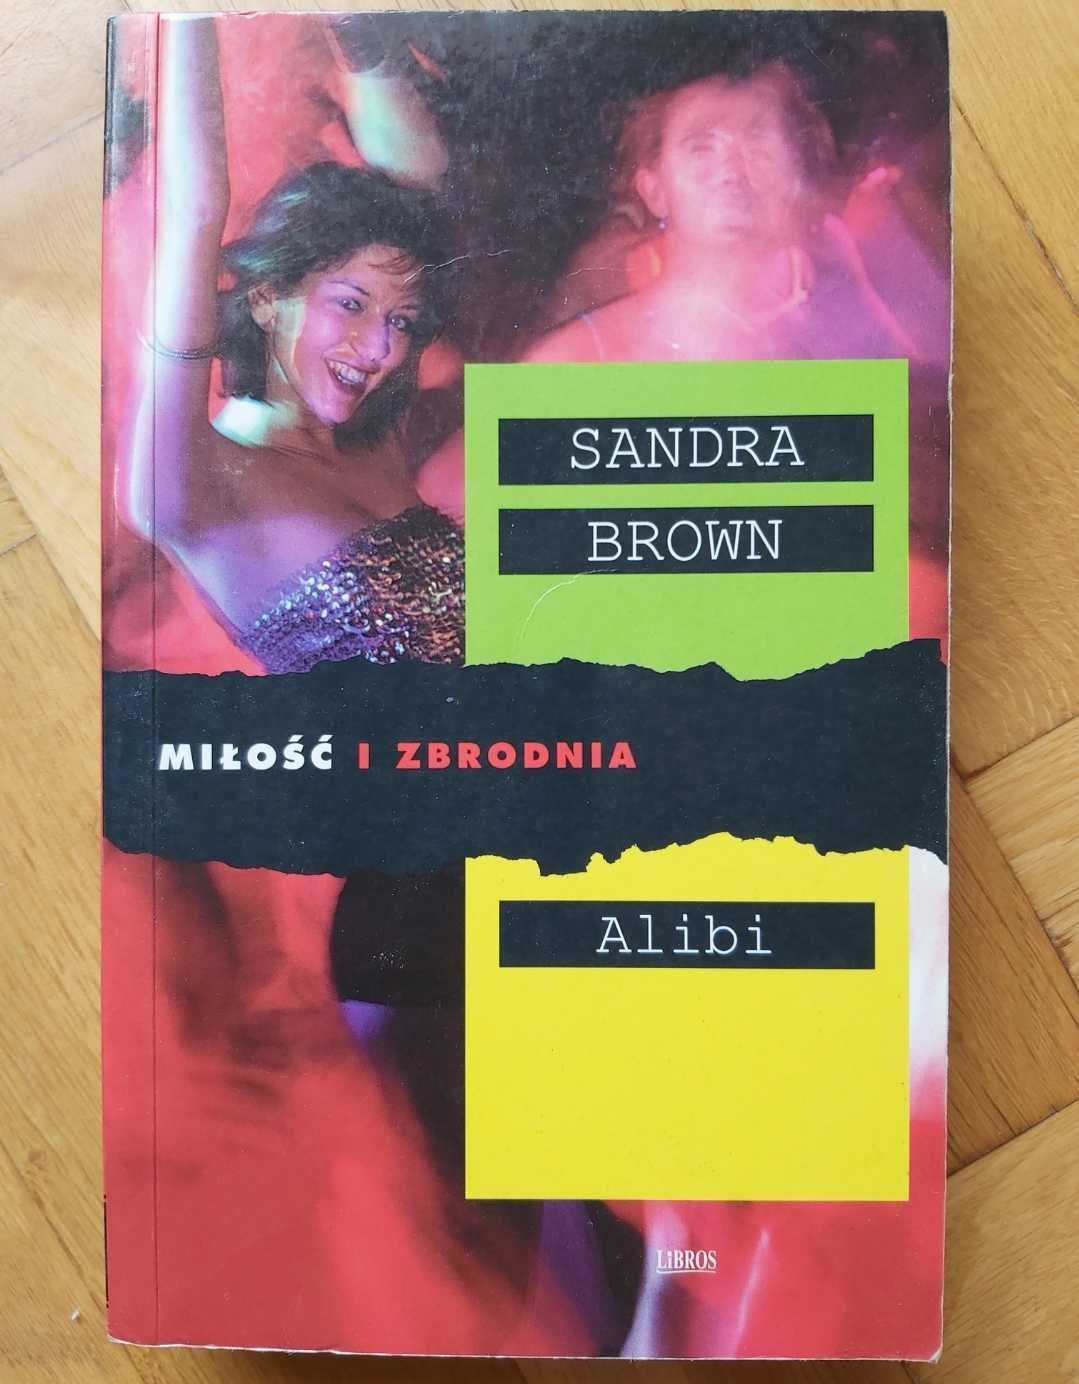 SANDRA
BROWN
MIŁOŚĆ I ZBRODNIA
Alibi
LiBROS